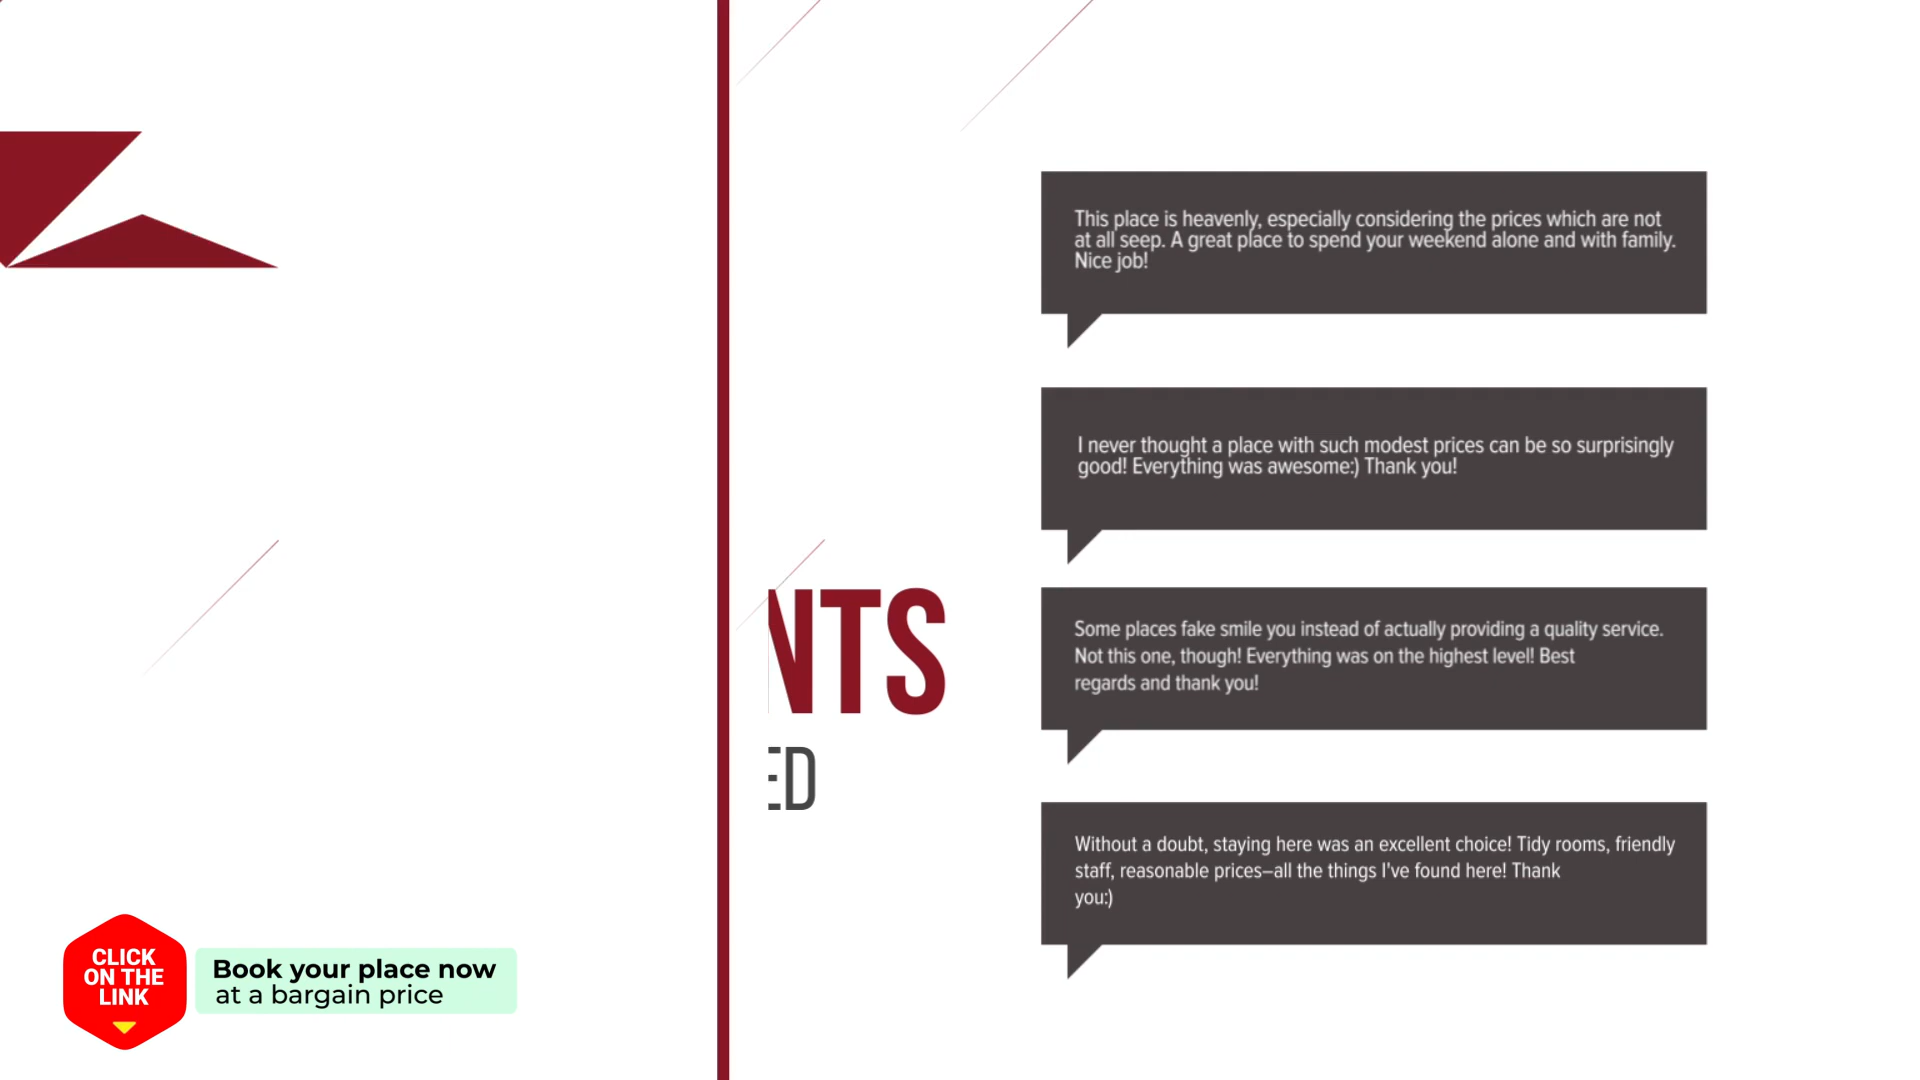 This place is heavenly, especially considering the prices which are not
at all seep. A great place to spend your weekend alone and with family.
Nice job!
I never thought a place with such modest prices can be so surprisingly
good! Everything was awesome:) Thank you!
NTS
ED
Some places fake smile you instead of actually providing a quality service.
Not this one, though! Everything was on the highest level! Best
regards and thank you!
Without a doubt, staying here was an excellent choice! Tidy rooms, friendly
staff, reasonable prices–all the things I've found here! Thank
you:)
CLICK
ON THE
LINK
Book your place now
at a bargain price